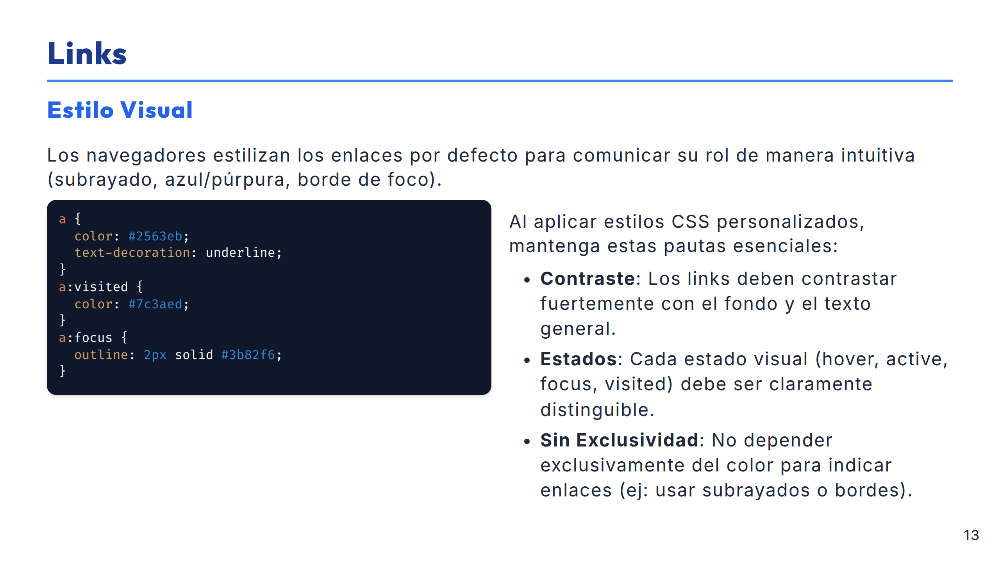 Links
Estilo Visual
Los navegadores estilizan los enlaces por defecto para comunicar su rol de manera intuitiva
(subrayado, azul/púrpura, borde de foco).
a {
  color: #2563eb;
  text-decoration: underline;
}
a:visited {
  color: #7c3aed;
}
a:focus {
  outline: 2px solid #3b82f6;
}
Al aplicar estilos CSS personalizados,
mantenga estas pautas esenciales:
• Contraste: Los links deben contrastar
fuertemente con el fondo y el texto
general.
• Estados: Cada estado visual (hover, active,
focus, visited) debe ser claramente
distinguible.
• Sin Exclusividad: No depender
exclusivamente del color para indicar
enlaces (ej: usar subrayados o bordes).
13